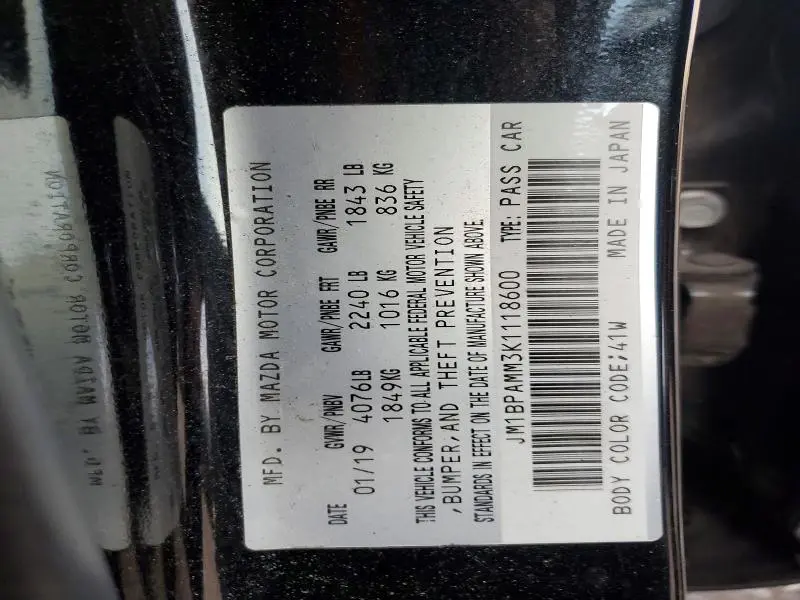 MFD. BY MAZDA MOTOR CORPORATION
DATE GVWR/PNBV GAWR/PNBE FRT GAWR/PNBE RR
01/19 4076LB 2240 LB 1843 LB
1849KG 1016 KG 836 KG
THIS VEHICLE CONFORMS TO ALL APPLICABLE FEDERAL MOTOR VEHICLE SAFETY
,BUMPER,AND THEFT PREVENTION
STANDARDS IN EFFECT ON THE DATE OF MANUFACTURE SHOWN ABOVE.
JM1BPAMM3K1118600 TYPE: PASS CAR
BODY COLOR CODE;41W MADE IN JAPAN